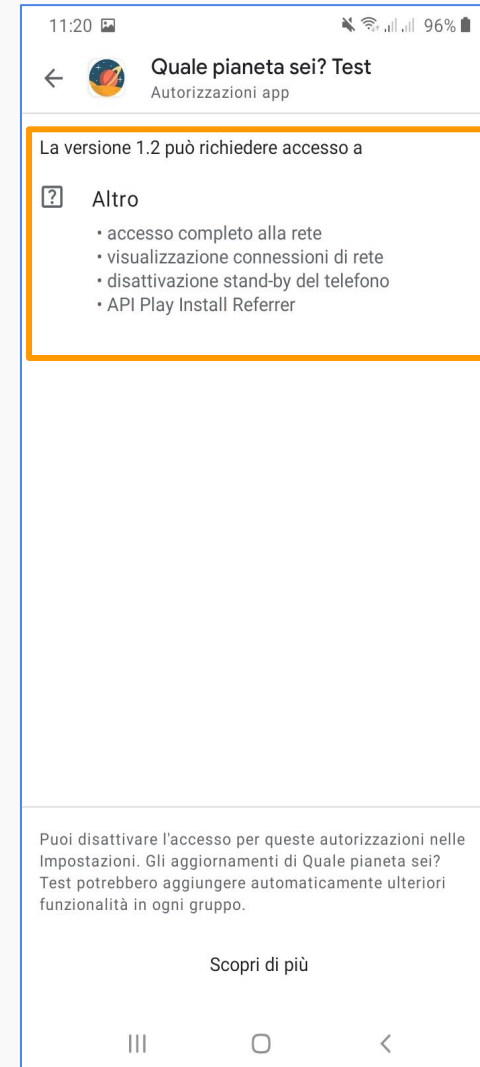 11:20 96%
Quale pianeta sei? Test
Autorizzazioni app
La versione 1.2 può richiedere accesso a
Altro
• accesso completo alla rete
• visualizzazione connessioni di rete
• disattivazione stand-by del telefono
• API Play Install Referrer
Puoi disattivare l'accesso per queste autorizzazioni nelle
Impostazioni. Gli aggiornamenti di Quale pianeta sei?
Test potrebbero aggiungere automaticamente ulteriori
funzionalità in ogni gruppo.
Scopri di più